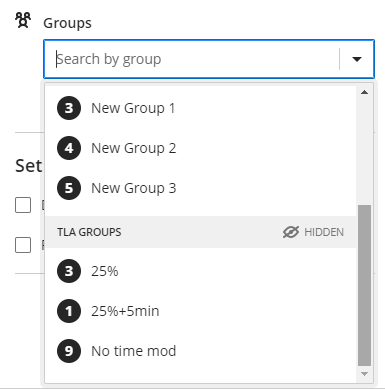 Groups
Search by group
3 New Group 1
4 New Group 2
5 New Group 3
Set
TLA GROUPS HIDDEN
3 25%
1 25%+5min
9 No time mod